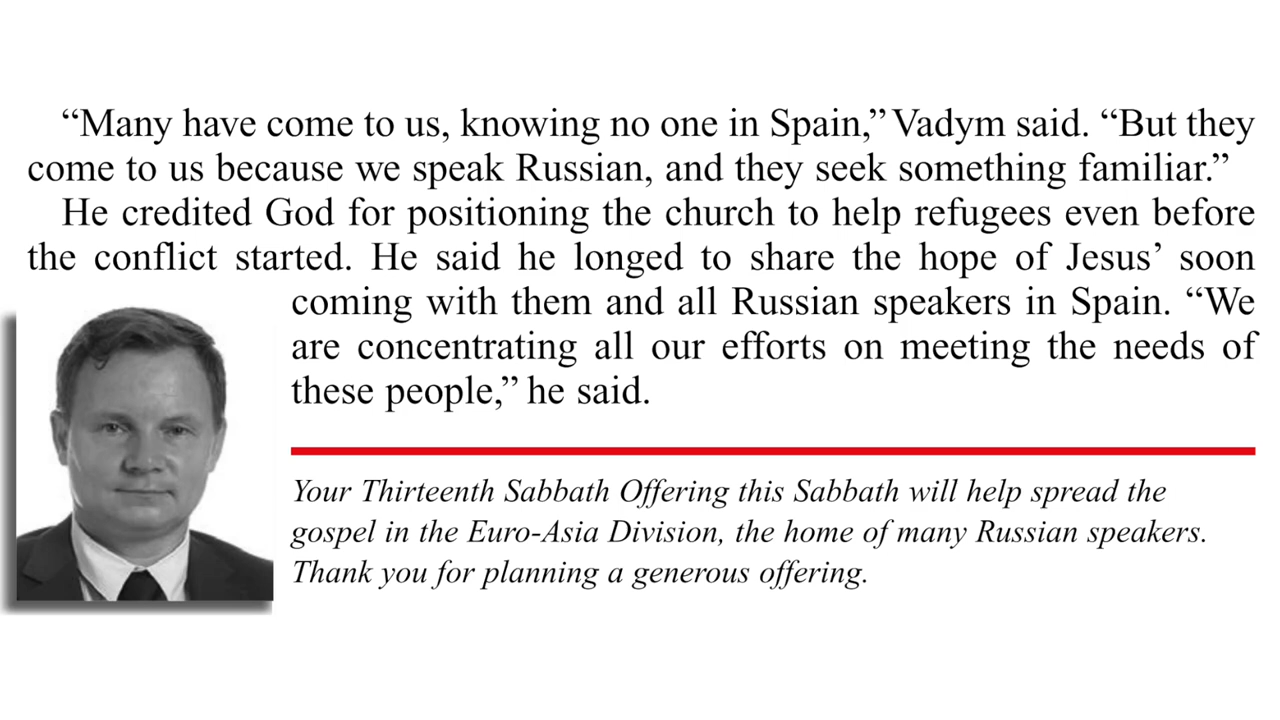 “Many have come to us, knowing no one in Spain,” Vadym said. “But they
come to us because we speak Russian, and they seek something familiar.”
He credited God for positioning the church to help refugees even before
the conflict started. He said he longed to share the hope of Jesus’ soon
coming with them and all Russian speakers in Spain. “We
are concentrating all our efforts on meeting the needs of
these people,” he said.
Your Thirteenth Sabbath Offering this Sabbath will help spread the
gospel in the Euro-Asia Division, the home of many Russian speakers.
Thank you for planning a generous offering.